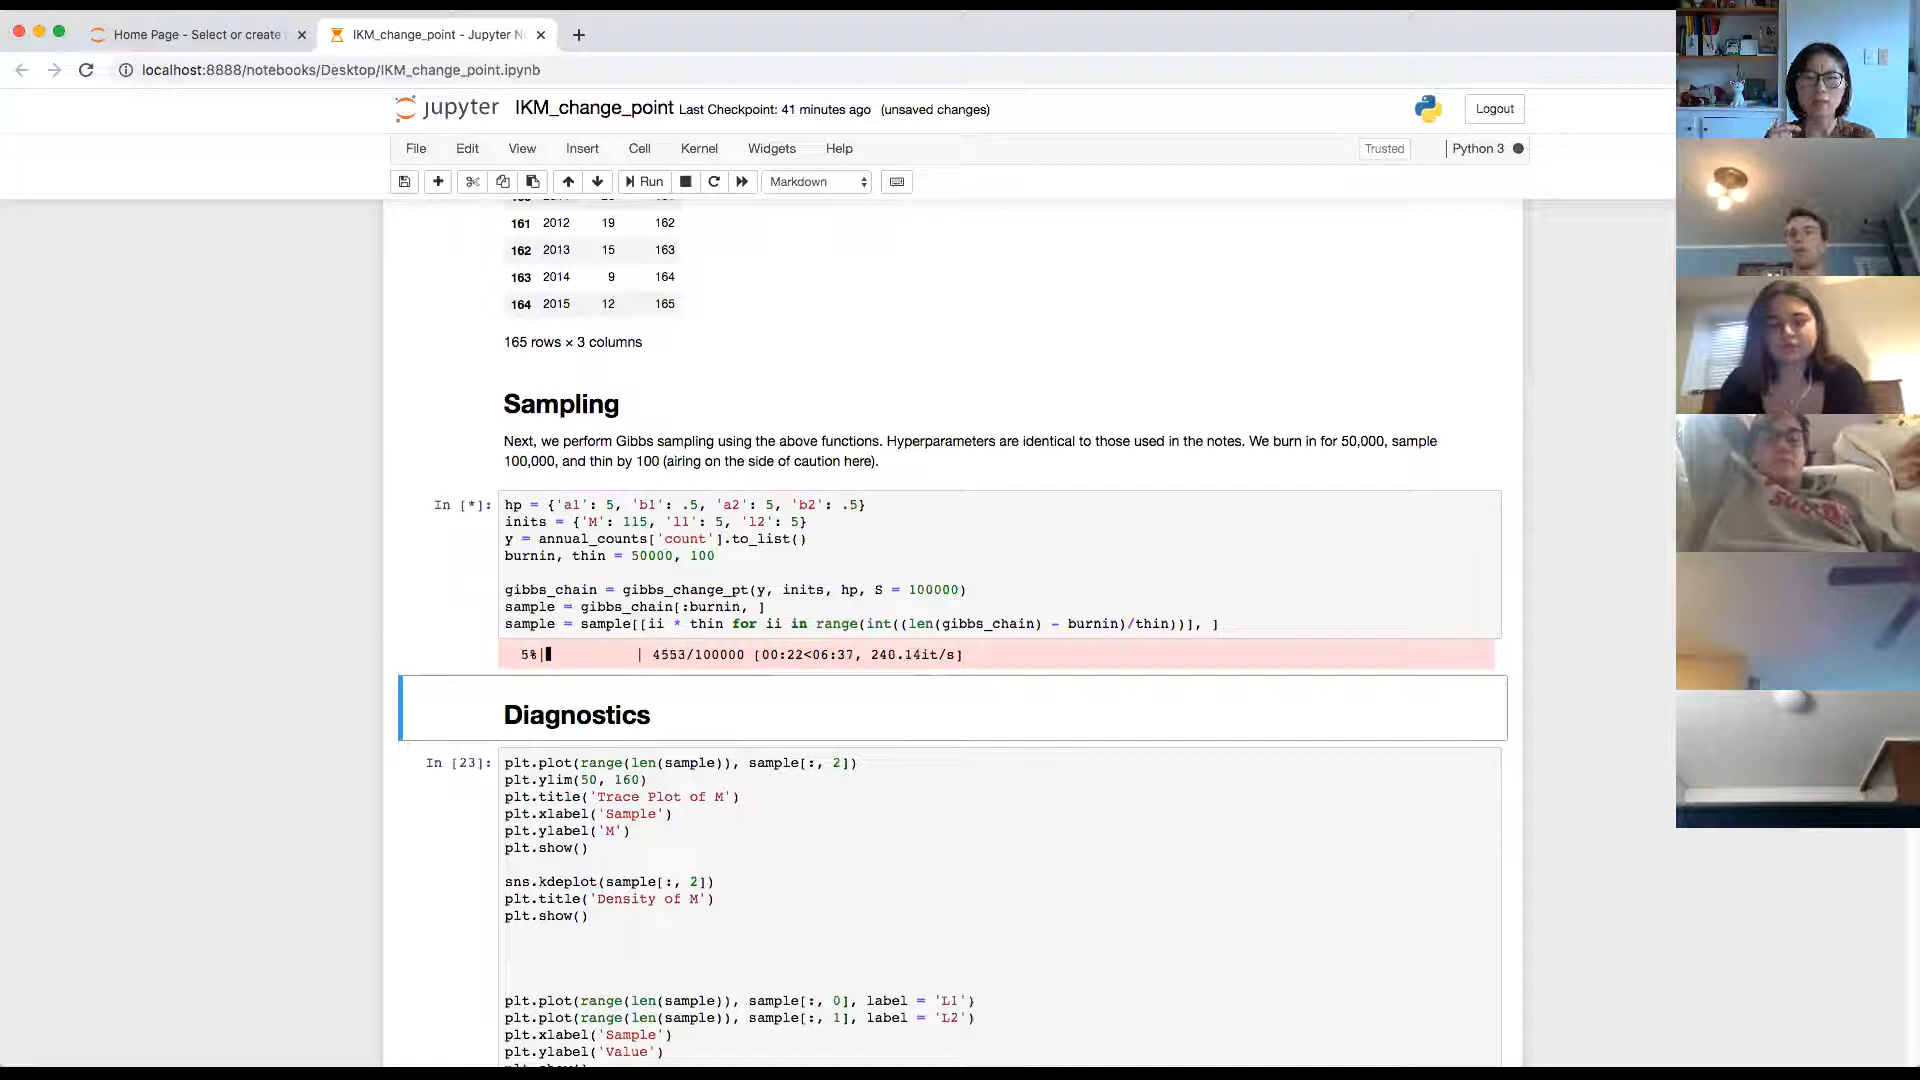 Home Page - Select or create
IKM_change_point - Jupyter N
localhost:8888/notebooks/Desktop/IKM_change_point.ipynb
jupyter IKM_change_point Last Checkpoint: 41 minutes ago (unsaved changes)
Logout
File Edit View Insert Cell Kernel Widgets Help
Trusted
Python 3
Run
Markdown
161 2012 19 162
162 2013 15 163
163 2014 9 164
164 2015 12 165
165 rows × 3 columns
Sampling
Next, we perform Gibbs sampling using the above functions. Hyperparameters are identical to those used in the notes. We burn in for 50,000, sample
100,000, and thin by 100 (airing on the side of caution here).
In [*]:
hp = {'a1': 5, 'b1': .5, 'a2': 5, 'b2': .5}
inits = {'M': 115, 'l1': 5, 'l2': 5}
y = annual_counts['count'].to_list()
burnin, thin = 50000, 100
gibbs_chain = gibbs_change_pt(y, inits, hp, S = 100000)
sample = gibbs_chain[:burnin, ]
sample = sample[[ii * thin for ii in range(int((len(gibbs_chain) - burnin)/thin))], ]
5%| | 4553/100000 [00:22<06:37, 240.14it/s]
Diagnostics
In [23]:
plt.plot(range(len(sample)), sample[:, 2])
plt.ylim(50, 160)
plt.title('Trace Plot of M')
plt.xlabel('Sample')
plt.ylabel('M')
plt.show()
sns.kdeplot(sample[:, 2])
plt.title('Density of M')
plt.show()
plt.plot(range(len(sample)), sample[:, 0], label = 'L1')
plt.plot(range(len(sample)), sample[:, 1], label = 'L2')
plt.xlabel('Sample')
plt.ylabel('Value')